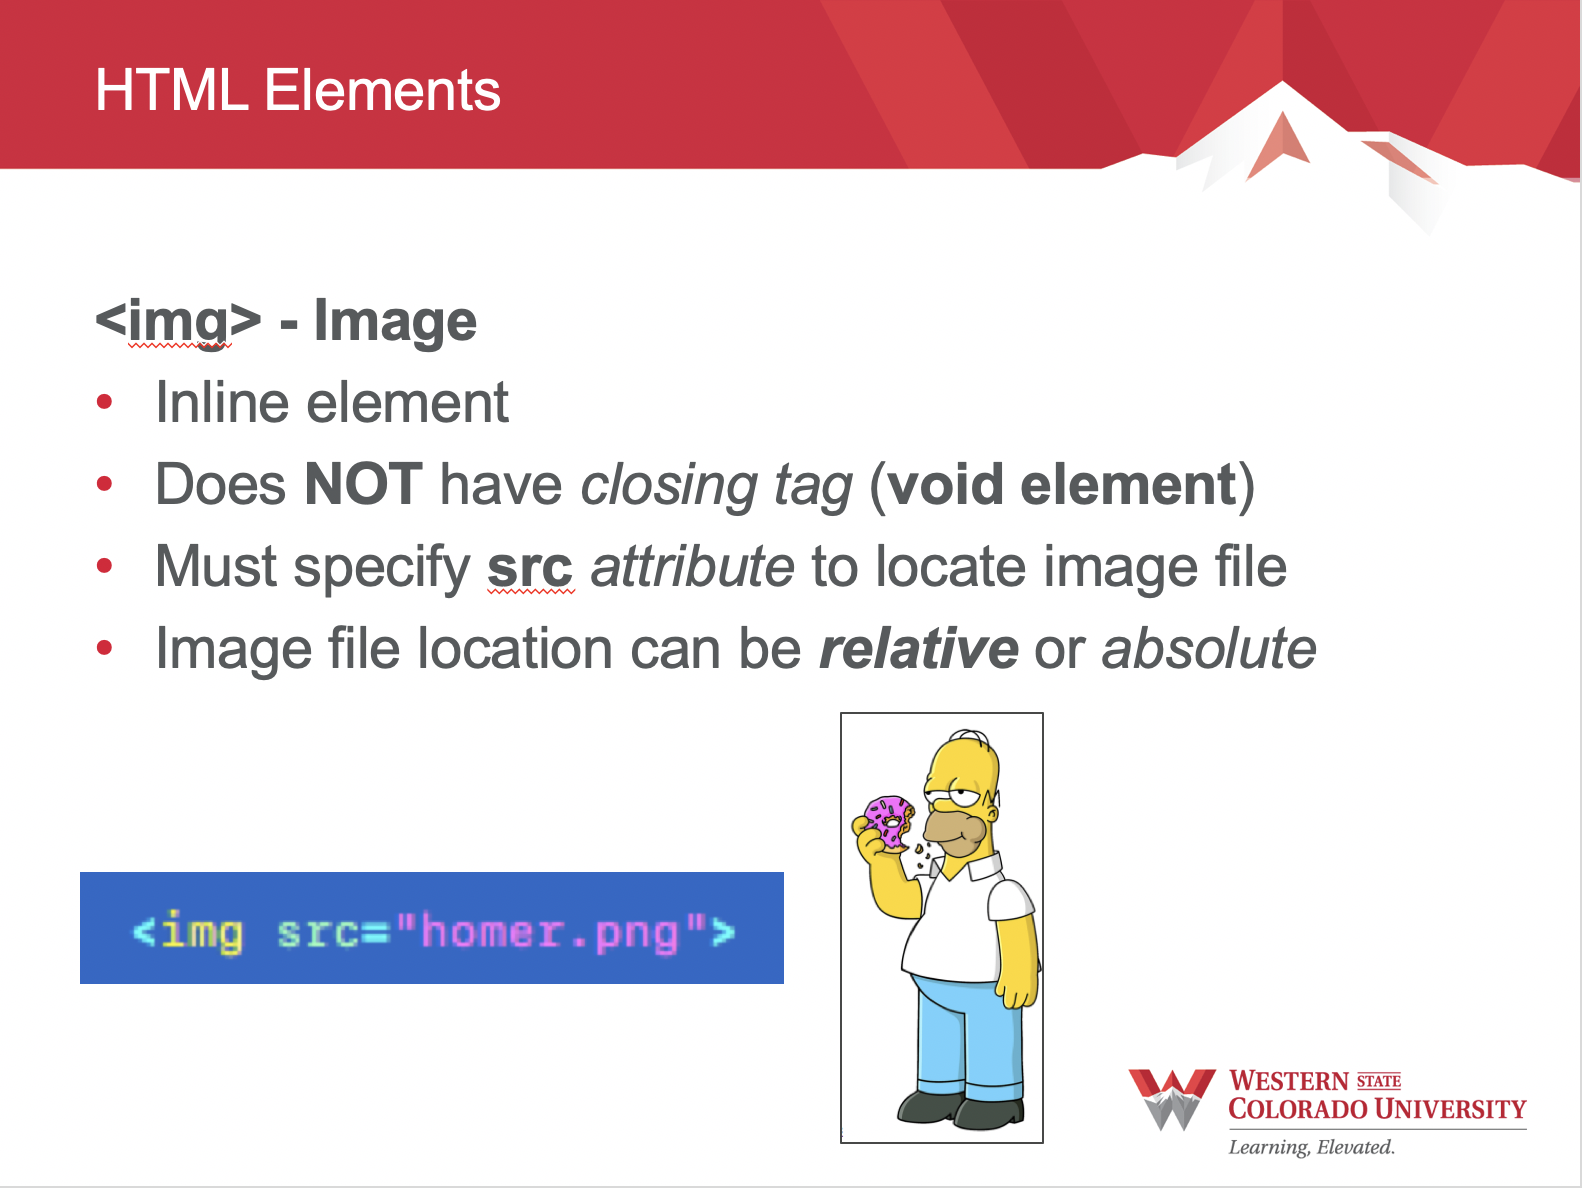 HTML Elements
<img> - Image
• Inline element
• Does NOT have closing tag (void element)
• Must specify src attribute to locate image file
• Image file location can be relative or absolute
<img src="homer.png">
WESTERN STATE
COLORADO UNIVERSITY
Learning, Elevated.